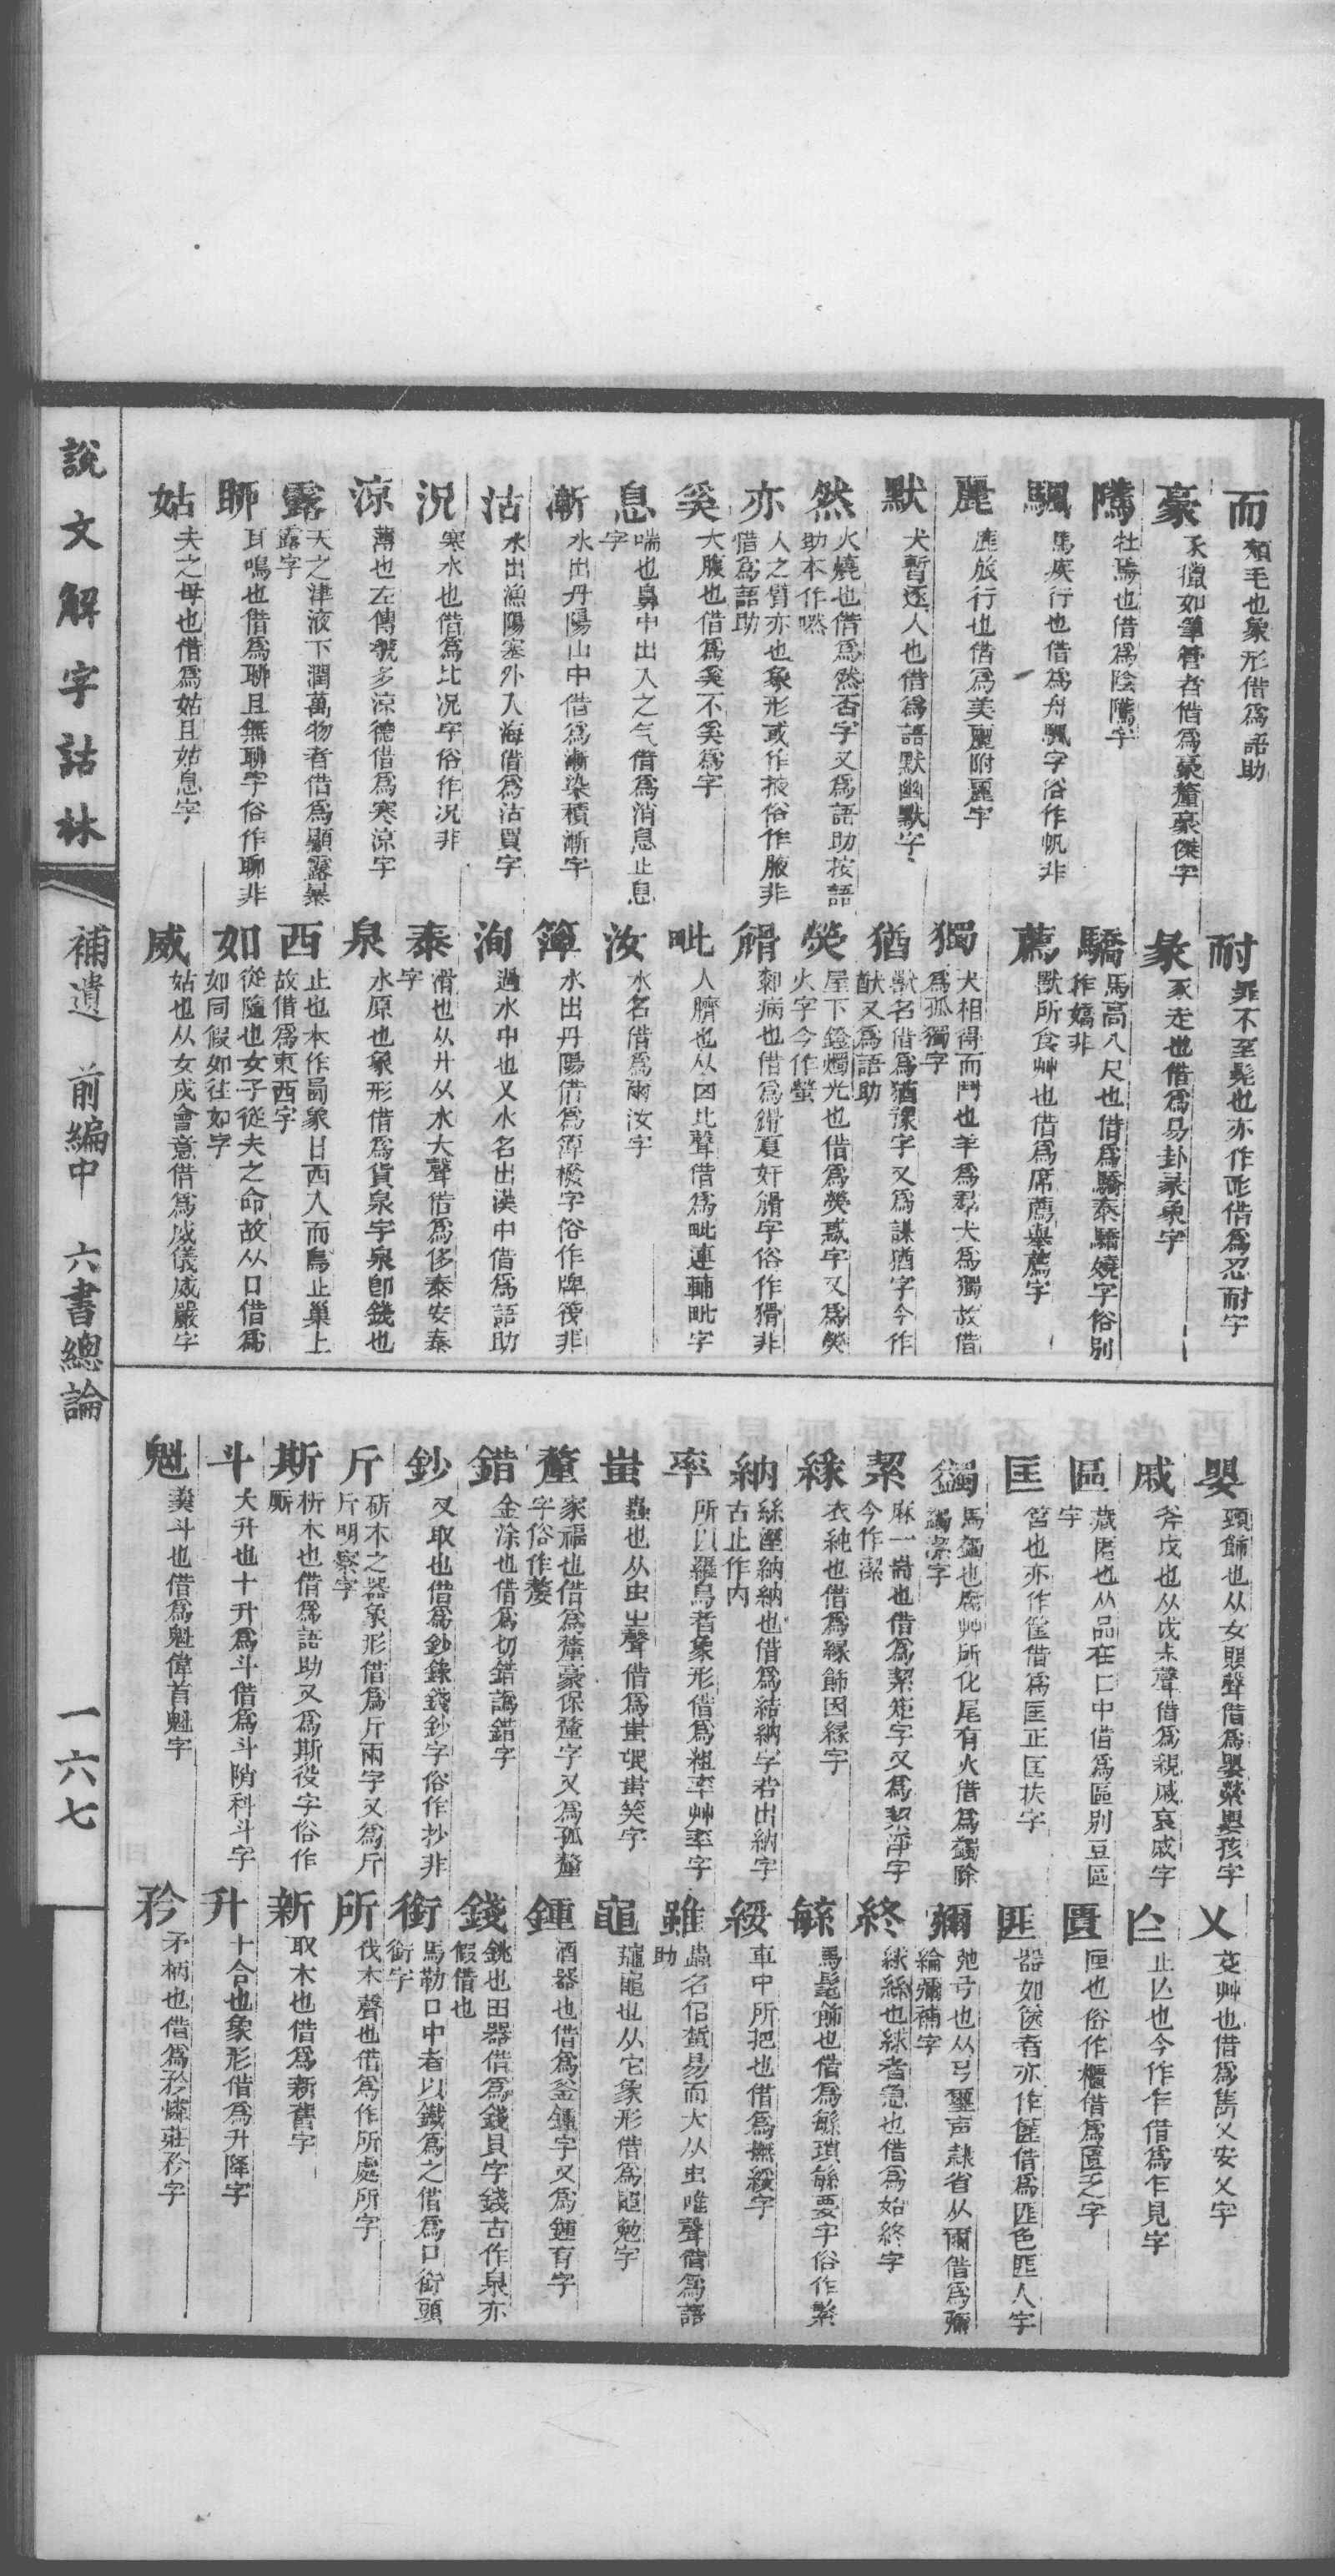 而 頰毛也象形借爲語助
耐 罪不至髡也亦作耏借爲忍耐字
豪 豕鬣如筆管者借爲豪釐豪傑字
彖 豕走也借爲易卦彖象字
騭 牡馬也借爲陰騭字
驕 馬高八尺也借爲驕泰驕嬈字俗別作嬌非
颿 馬疾行也借爲舟颿字俗作帆非
薦 獸所食艸也借爲席薦舉薦字
麗 鹿旅行也借爲美麗附麗字
獨 犬相得而鬥也羊爲羣犬爲獨故借爲孤獨字
默 犬暫逐人也借爲語默幽默字
猶 獸名借爲猶豫字又爲謀猶字今作猷又爲語助
然 火燒也借爲然否字又爲語助按語助本作嘫
熒 屋下鐙燭光也借爲熒惑字又爲熒火字今作螢
亦 人之臂亦也象形或作掖俗作腋非借爲語助
猾 病也借爲猾夏奸猾字俗作猾非
奚 大腹也借爲奚不奚爲字
毗 人臍也从囟比聲借爲毗連輔毗字
息 喘也鼻中出入之气借爲消息止息字
汝 水名借爲爾汝字
漸 水出丹陽山中借爲漸染積漸字
簰 水出丹陽借爲簰橃字俗作牌筏非
沽 水出漁陽塞外入海借爲沽買字
洵 過水中也又水名出漢中借爲語助
況 寒水也借爲比況字俗作况非
泰 滑也从廾从水大聲借爲侈泰安泰字
涼 薄也左傳虢多涼德借爲寒涼字
泉 水原也象形借爲貨泉字泉卽錢也
露 天之津液下潤萬物者借爲顯露暴露字
西 止也本作㢴象日西入而鳥止巢上故借爲東西字
聊 耳鳴也借爲聊且無聊字俗作聊非
如 從隨也女子從夫之命故从口借爲如同假如往如字
姑 夫之母也借爲姑且姑息字
威 姑也从女戌會意借爲威儀威嚴字
嬰 頸飾也从女賏聲借爲嬰縈嬰孩字
乂 芟艸也借爲雋乂安乂字
戚 斧戉也从戊尗聲借爲親戚哀戚字
亾 止亾也今作乍借爲乍見字
區 藏匿也从品在匸中借爲區別豆區字
匱 匣也俗作櫃借爲匱乏字
匡 筥也亦作筐借爲匡正匡扶字
匪 器如篋者亦作篚借爲匪色匪人字
蠲 馬蠲也腐艸所化尾有火借爲蠲除蠲潔字
彌 弛弓也从弓璽声隸省从爾借爲彌綸彌補字
絜 麻一耑也借爲絜矩字又爲絜淨字今作潔
終 絿絲也絿者急也借爲始終字
緣 衣純也借爲緣飾因緣字
緐 馬髦飾也借爲緐瑣緐要字俗作繁
納 絲溼納納也借爲結納字若出納字古止作内
綏 車中所把也借爲撫綏字
率 所以羅鳥者象形借爲粗率艸率字
雖 蟲名佀蜇易而大从虫唯聲借爲語助
蚩 蟲也从虫㞢聲借爲蚩氓蚩笑字
黽 鼃黽也从它象形借爲黽勉字
釐 家福也借爲釐豪保釐字又爲孤釐字俗作嫠
鍾 酒器也借爲釜鍾字又爲鍾有字
錯 金涂也借爲切錯譌錯字
錢 銚也田器借爲錢貝字錢古作泉亦假借也
鈔 叉取也借爲鈔錄錢鈔字俗作抄非
銜 馬勒口中者以鐵爲之借爲口銜頭銜字
斤 斫木之器象形借爲斤兩字又爲斤斤明察字
所 伐木聲也借爲作所處所字
斯 析木也借爲語助又爲斯役字俗作廝
新 取木也借爲新舊字
斗 大升也十升爲斗借爲斗陗科斗字
升 十合也象形借爲升降字
魁 羹斗也借爲魁偉首魁字
矜 矛柄也借爲矜憐莊矜字
說文解字詁林
補遺 前編中 六書總論
一六七